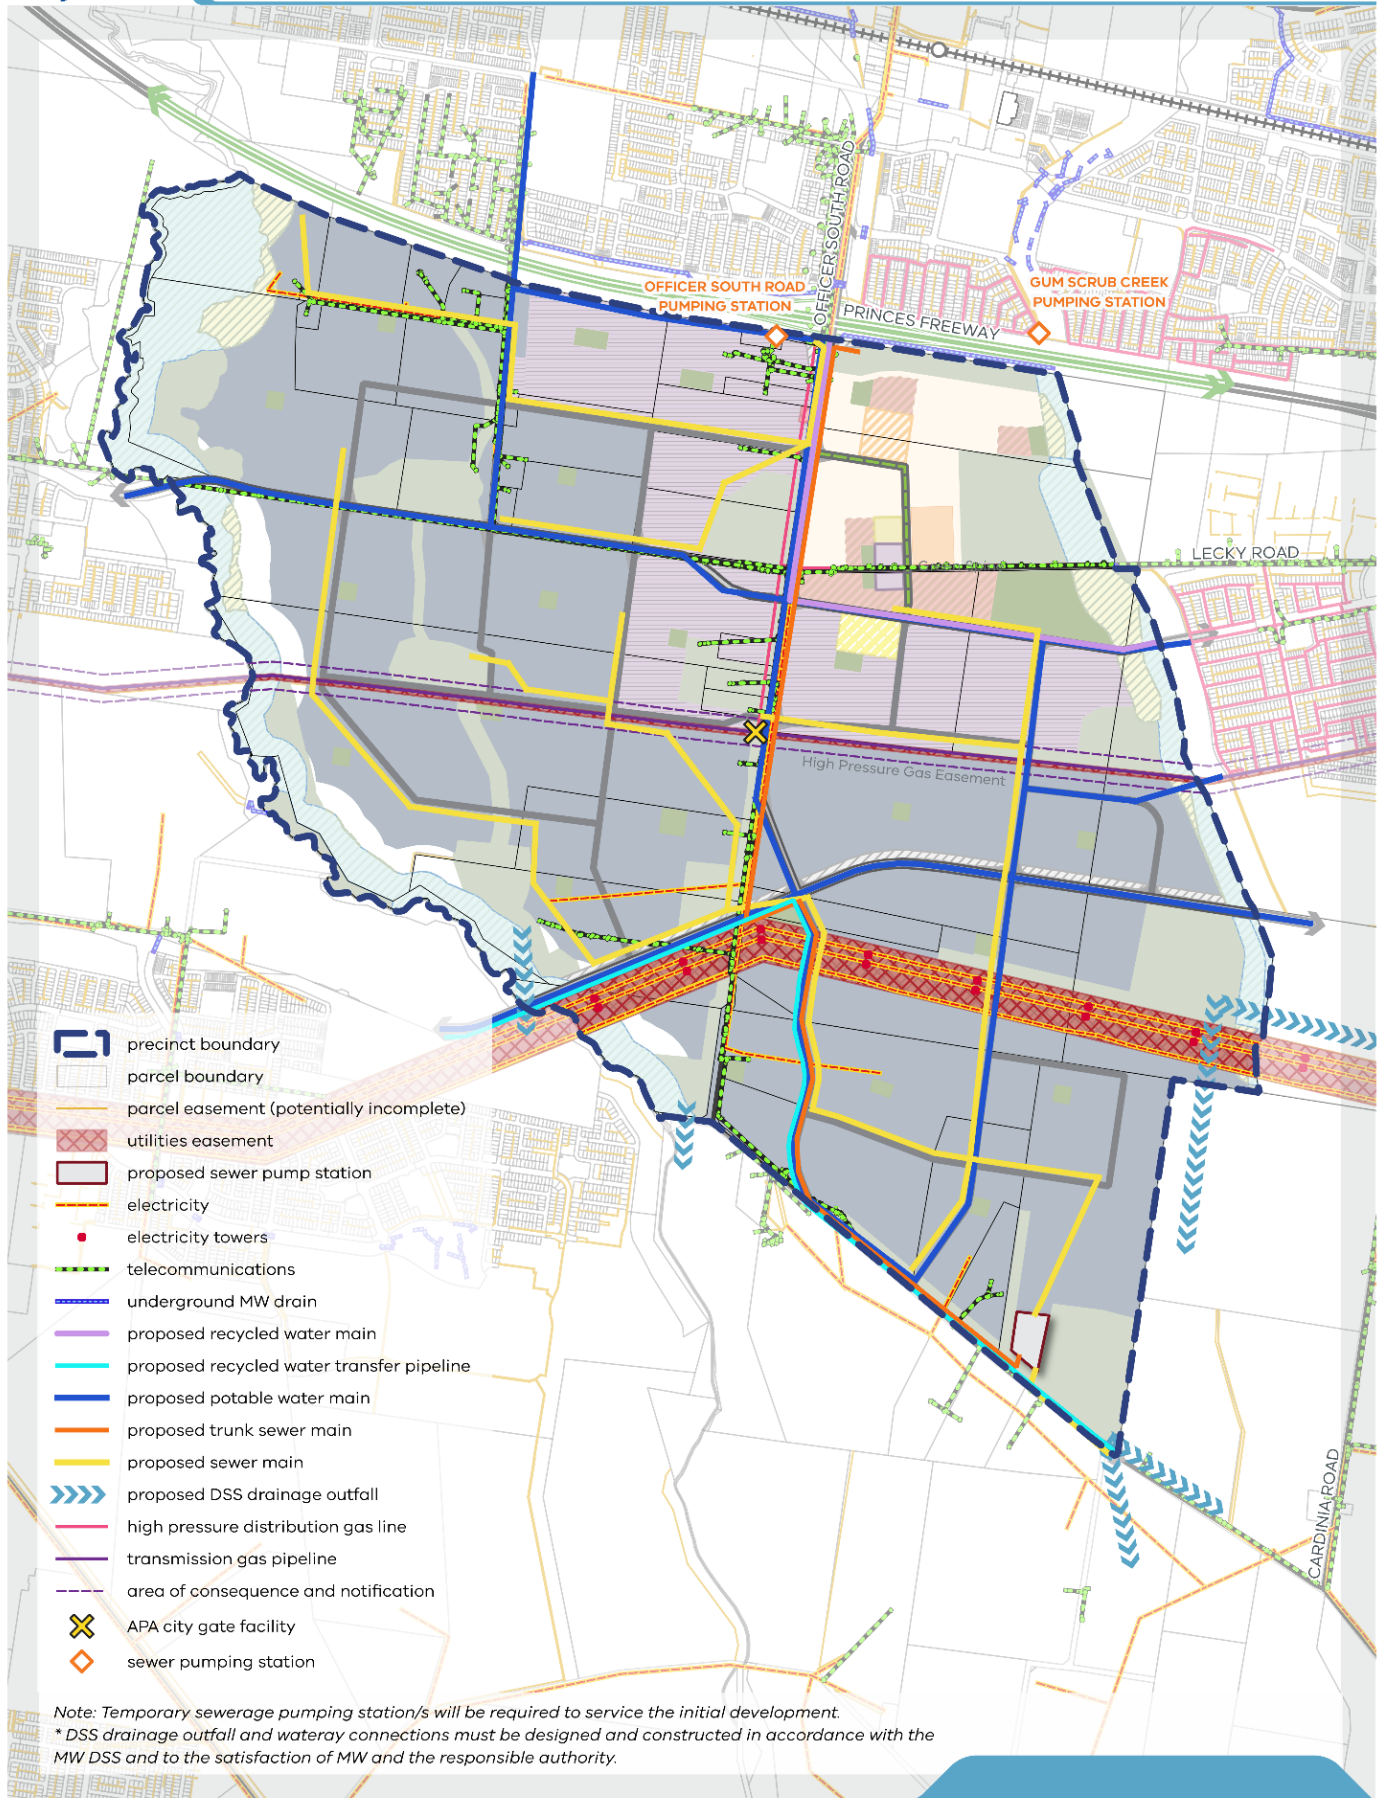 OFFICER SOUTH ROAD
OFFICER SOUTH ROAD
PUMPING STATION
GUM SCRUB CREEK
PUMPING STATION
PRINCES FREEWAY
LECKY ROAD
High Pressure Gas Easement
CARDINIA ROAD
precinct boundary
parcel boundary
parcel easement (potentially incomplete)
utilities easement
proposed sewer pump station
electricity
electricity towers
telecommunications
underground MW drain
proposed recycled water main
proposed recycled water transfer pipeline
proposed potable water main
proposed trunk sewer main
proposed sewer main
proposed DSS drainage outfall
high pressure distribution gas line
transmission gas pipeline
area of consequence and notification
APA city gate facility
sewer pumping station
Note: Temporary sewerage pumping station/s will be required to service the initial development.
* DSS drainage outfall and wateray connections must be designed and constructed in accordance with the
MW DSS and to the satisfaction of MW and the responsible authority.